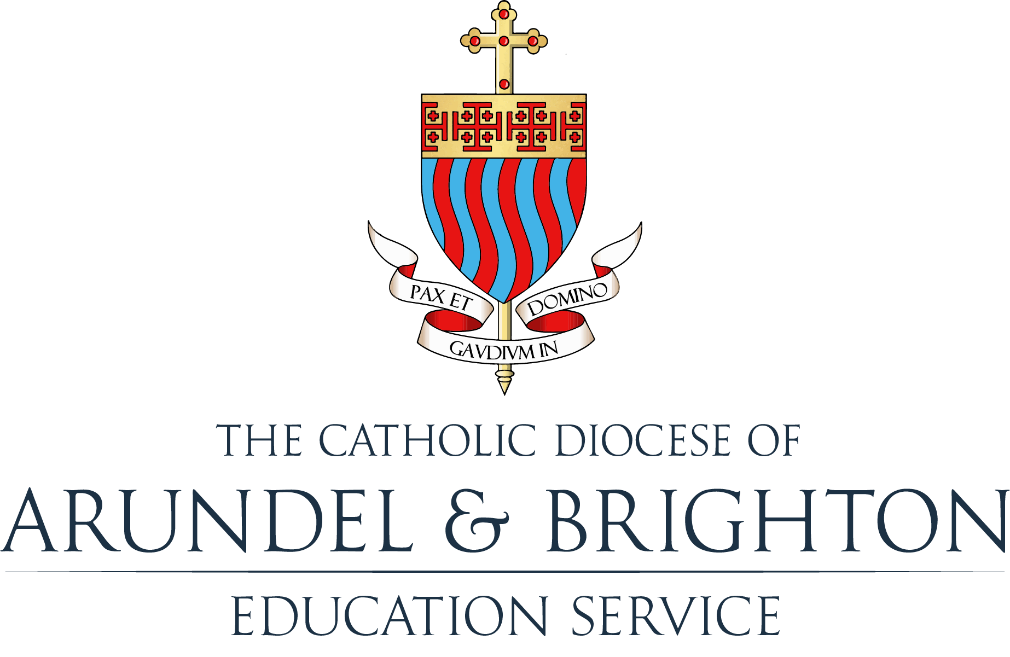 PAX ET
GAVDIVM IN
DOMINO
THE CATHOLIC DIOCESE OF
ARUNDEL & BRIGHTON
EDUCATION SERVICE